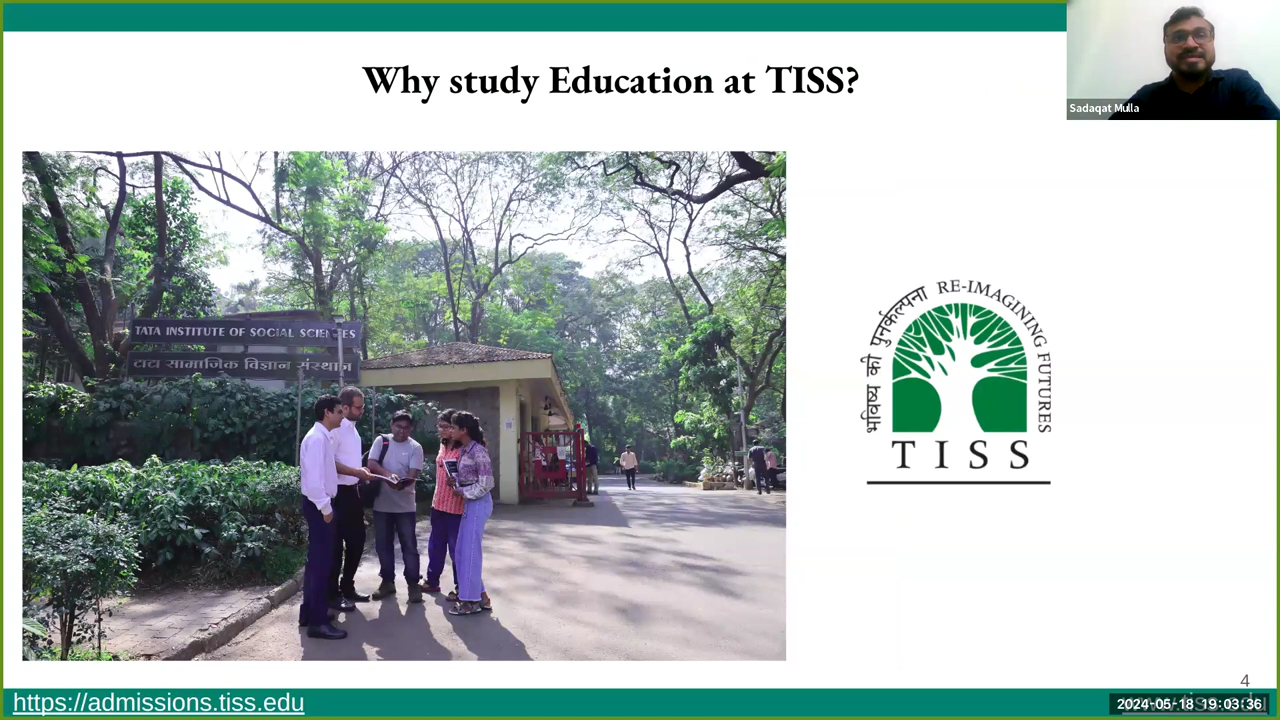 Why study Education at TISS?
Sadaqat Mulla
TATA INSTITUTE OF SOCIAL SCIENCES
टाटा सामाजिक विज्ञान संस्थान
भविष्य की पुनर्कल्पना RE-IMAGINING FUTURES
TISS
4
https://admissions.tiss.edu
2024-05-18 19:03:36